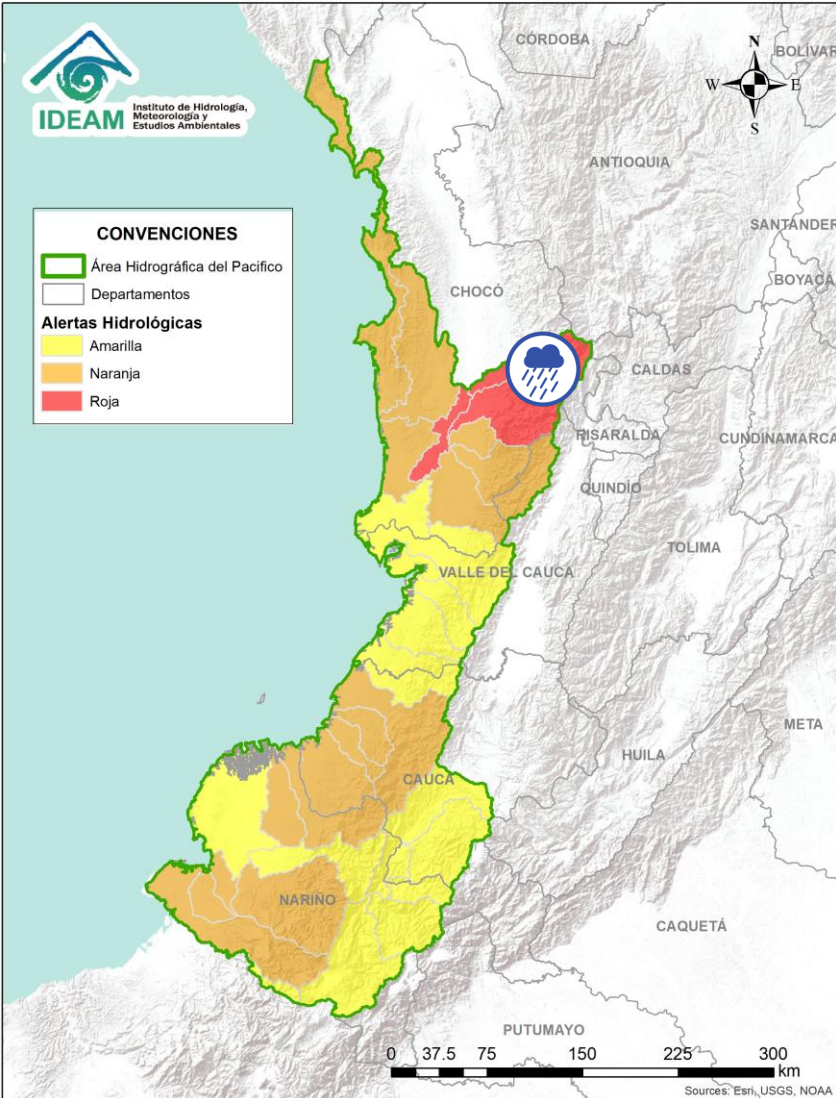 IDEAM
Instituto de Hidrología,
Meteorología y
Estudios Ambientales
CONVENCIONES
Área Hidrográfica del Pacifico
Departamentos
Alertas Hidrológicas
Amarilla
Naranja
Roja
N
W
E
S
CÓRDOBA
BOLÍVAR
ANTIOQUIA
SANTANDER
BOYACÁ
CHOCÓ
CALDAS
RISARALDA
CUNDINAMARCA
QUINDÍO
TOLIMA
VALLE DEL CAUCA
META
HUILA
CAUCA
NARIÑO
CAQUETÁ
PUTUMAYO
0 37.5 75 150 225 300
km
Sources: Esri, USGS, NOAA